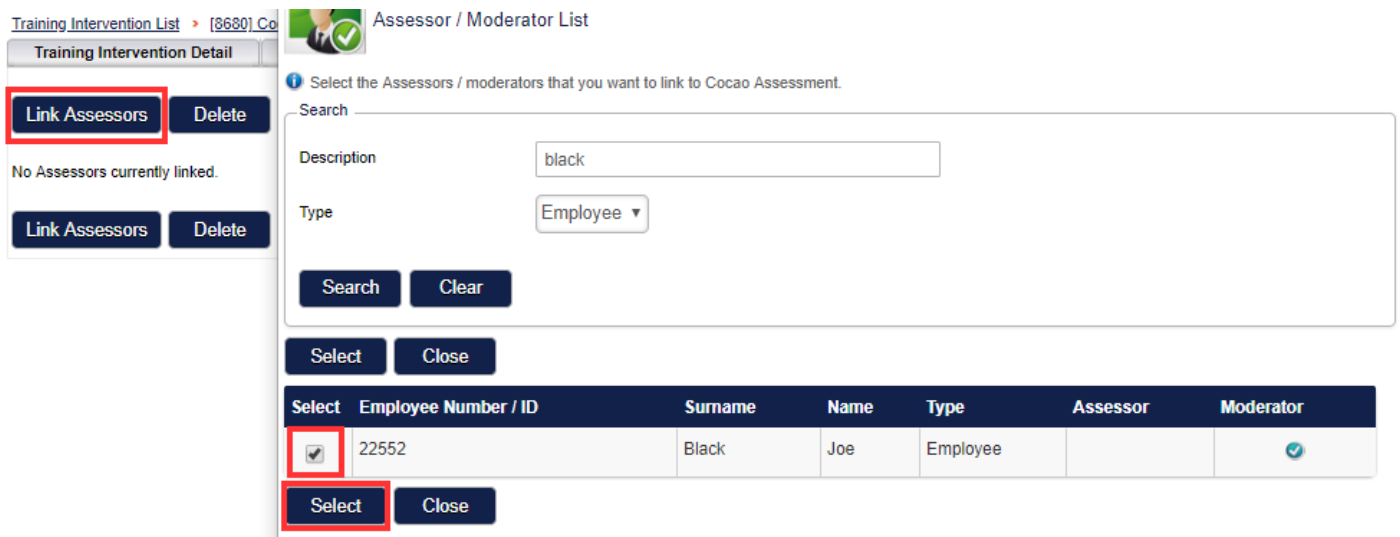 Training Intervention List > [8680] Co
Training Intervention Detail
Link Assessors Delete
No Assessors currently linked.
Link Assessors Delete
Assessor / Moderator List
Select the Assessors / moderators that you want to link to Cocao Assessment.
Search
Description black
Type Employee
Search Clear
Select Close
Select Employee Number / ID Surname Name Type Assessor Moderator
22552 Black Joe Employee
Select Close